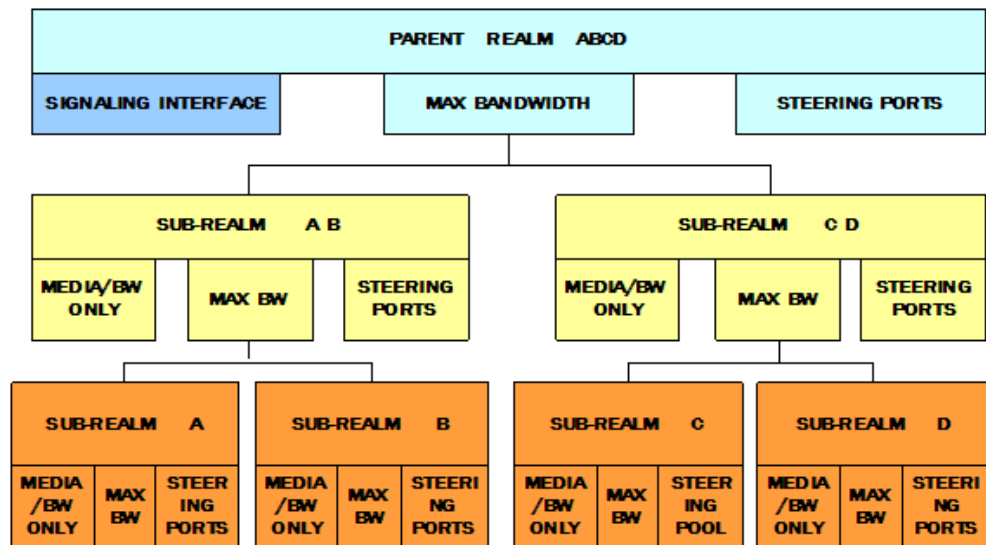 PARENT REALM ABCD
SIGNALING INTERFACE
MAX BANDWIDTH
STEERING PORTS
SUB-REALM A B
SUB-REALM C D
MEDIA/BW
ONLY
MAX BW
STEERING
PORTS
MEDIA/BW
ONLY
MAX BW
STEERING
PORTS
SUB-REALM A
SUB-REALM B
SUB-REALM C
SUB-REALM D
MEDIA
/BW
ONLY
MAX
BW
STEER
ING
PORTS
MEDIA
/BW
ONLY
MAX
BW
STEERI
NG
PORTS
MEDIA
/BW
ONLY
MAX
BW
STEER
ING
POOL
MEDIA
/BW
ONLY
MAX
BW
STEERI
NG
PORTS